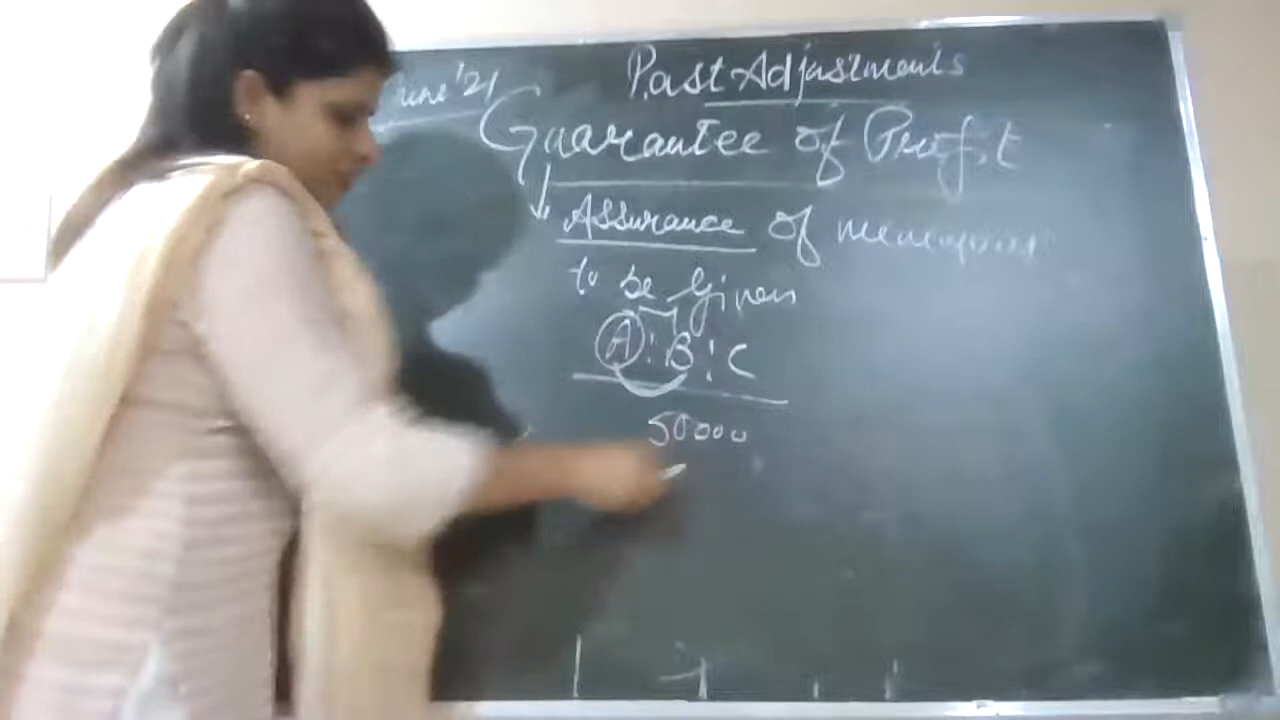 Past Adjustments
June '21
Guarantee of Profit
Assurance of
to be Given
A : B : C
50000